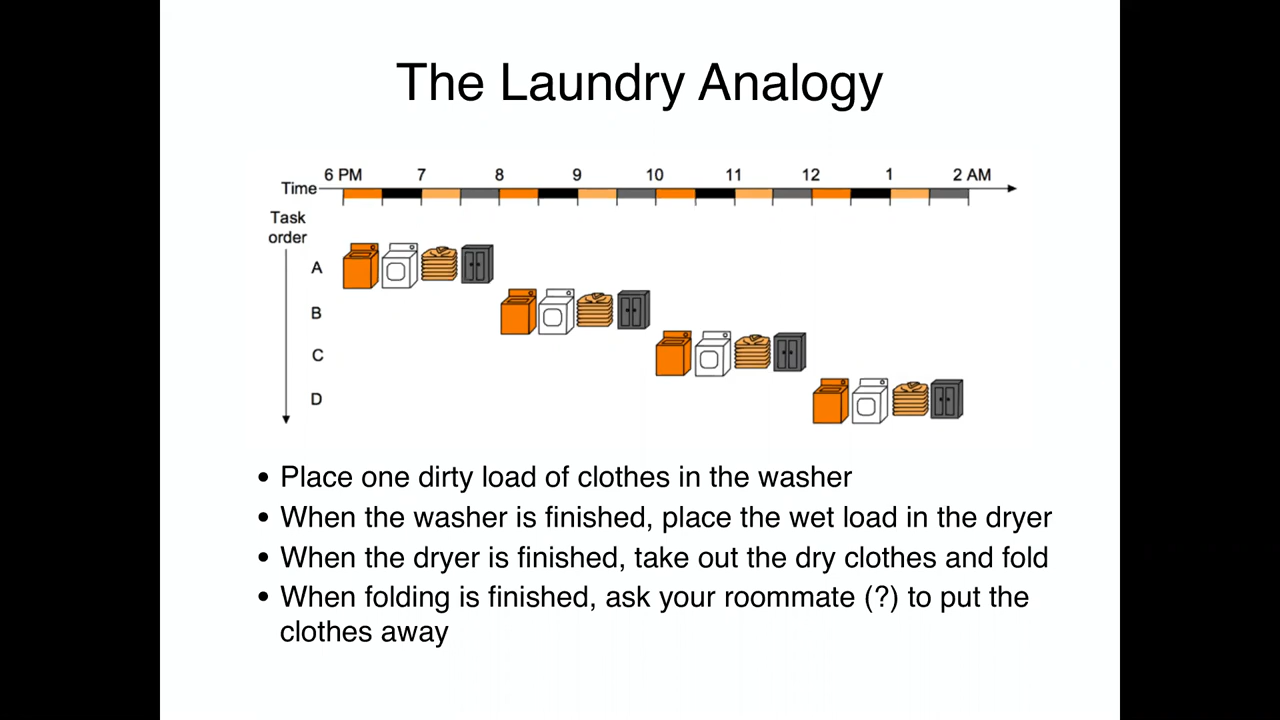 The Laundry Analogy
6 PM 7 8 9 10 11 12 1 2 AM
Time
Task
order
A
B
C
D
• Place one dirty load of clothes in the washer
• When the washer is finished, place the wet load in the dryer
• When the dryer is finished, take out the dry clothes and fold
• When folding is finished, ask your roommate (?) to put the
clothes away